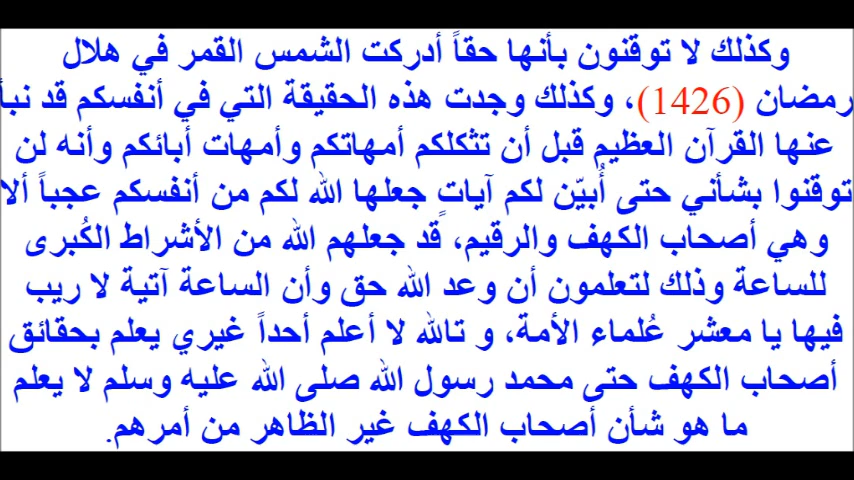 وكذلك لا توقنون بأنها حقاً أدركت الشمس القمر في هلال
رمضان (1426)، وكذلك وجدت هذه الحقيقة التي في أنفسكم قد نبأ
عنها القرآن العظيم قبل أن تثكلكم أمهاتكم وأمهات أبائكم وأنه لن
توقنوا بشأني حتى أُبيّن لكم آياتٍ جعلها الله لكم من أنفسكم عجباً ألا
وهي أصحاب الكهف والرقيم، قد جعلهم الله من الأشراط الكُبرى
للساعة وذلك لتعلمون أن وعد الله حق وأن الساعة آتية لا ريب
فيها يا معشر عُلماء الأمة، و تالله لا أعلم أحداً غيري يعلم بحقائق
أصحاب الكهف حتى محمد رسول الله صلى الله عليه وسلم لا يعلم
ما هو شأن أصحاب الكهف غير الظاهر من أمرهم.